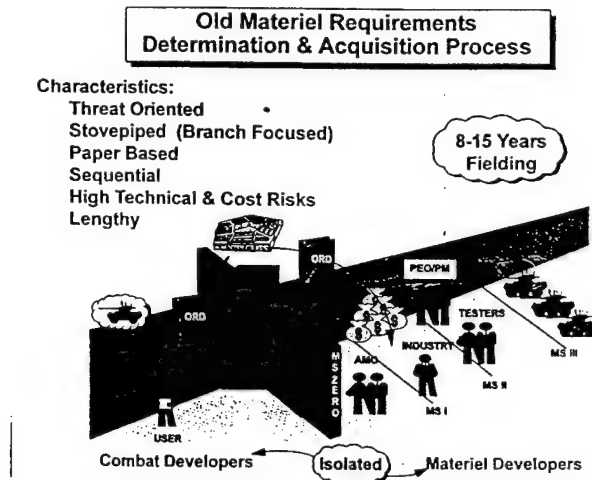 Old Materiel Requirements
Determination & Acquisition Process
Characteristics:
Threat Oriented
Stovepiped (Branch Focused)
Paper Based
Sequential
High Technical & Cost Risks
Lengthy
8-15 Years
Fielding
ORD
PEO/PM
ORD
TESTERS
INDUSTRY
MS III
MS ZERO
AMC
MS II
MS I
USER
Combat Developers
Isolated
Materiel Developers